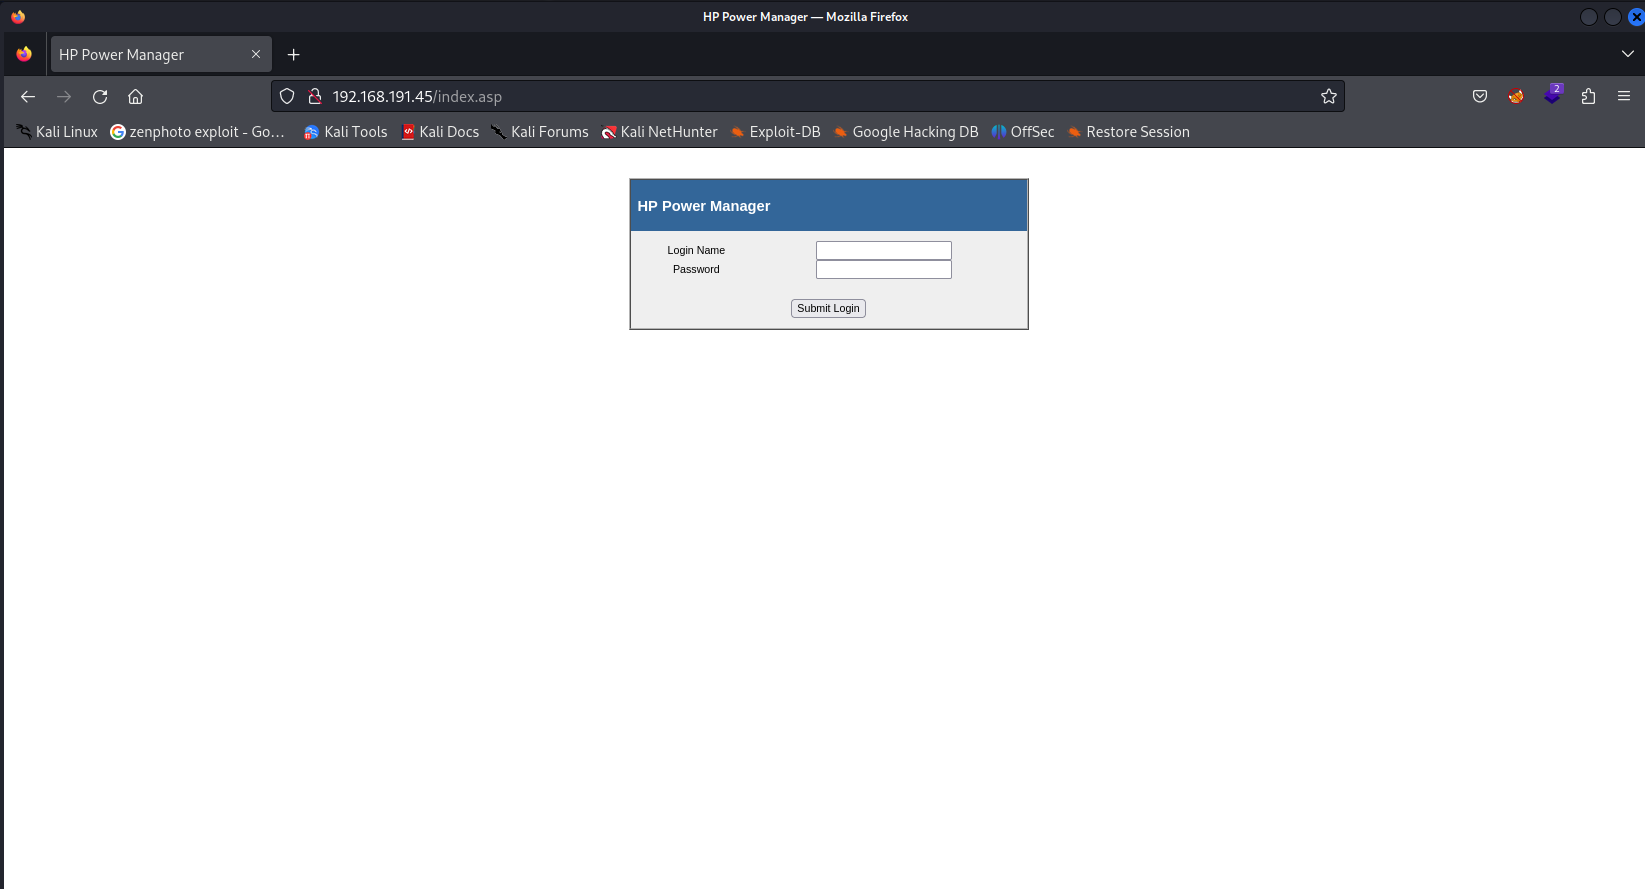 HP Power Manager — Mozilla Firefox
HP Power Manager
192.168.191.45/index.asp
2
Kali Linux
zenphoto exploit - Go...
Kali Tools
Kali Docs
Kali Forums
Kali NetHunter
Exploit-DB
Google Hacking DB
OffSec
Restore Session
HP Power Manager
Login Name
Password
Submit Login